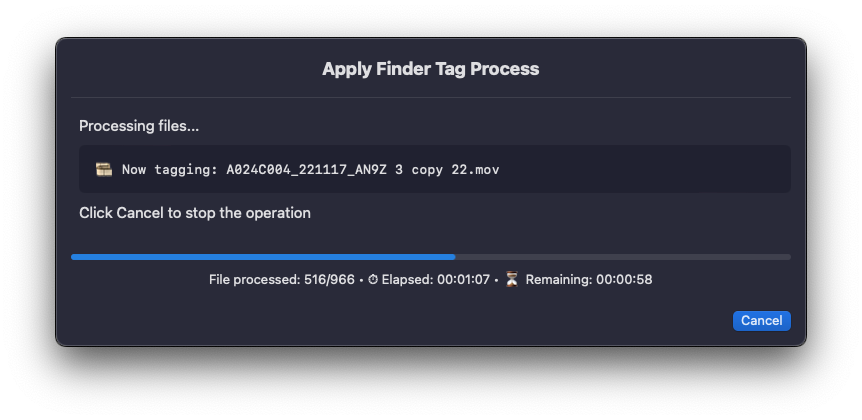 Apply Finder Tag Process
Processing files...
🗃️ Now tagging: A024C004_221117_AN9Z 3 copy 22.mov
Click Cancel to stop the operation
File processed: 516/966 • ⏱ Elapsed: 00:01:07 • ⏳ Remaining: 00:00:58
Cancel